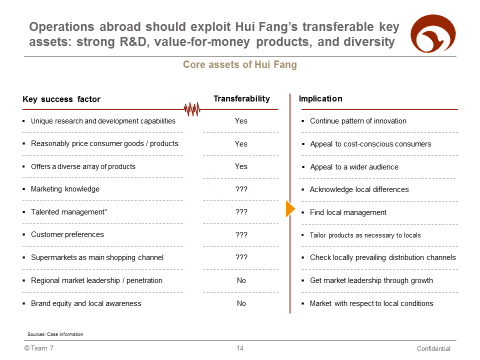 Operations abroad should exploit Hui Fang's transferable key
assets: strong R&D, value-for-money products, and diversity
Core assets of Hui Fang
Key success factor Transferability Implication
▪ Unique research and development capabilities Yes ▪ Continue pattern of innovation
▪ Reasonably price consumer goods / products Yes ▪ Appeal to cost-conscious consumers
▪ Offers a diverse array of products Yes ▪ Appeal to a wider audience
▪ Marketing knowledge ??? ▪ Acknowledge local differences
▪ Talented management* ??? ▪ Find local management
▪ Customer preferences ??? ▪ Tailor products as necessary to locals
▪ Supermarkets as main shopping channel ??? ▪ Check locally prevailing distribution channels
▪ Regional market leadership / penetration No ▪ Get market leadership through growth
▪ Brand equity and local awareness No ▪ Market with respect to local conditions
Sources: Case information
© Team 7 14 Confidential